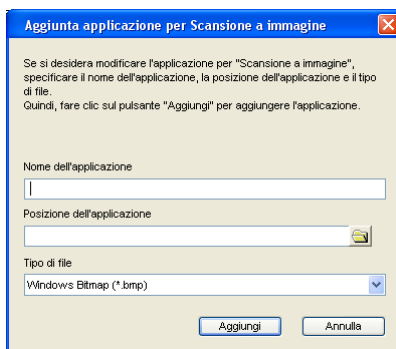 Aggiunta applicazione per Scansione a immagine
Se si desidera modificare l'applicazione per "Scansione a immagine",
specificare il nome dell'applicazione, la posizione dell'applicazione e il tipo
di file.
Quindi, fare clic sul pulsante "Aggiungi" per aggiungere l'applicazione.
Nome dell'applicazione
Posizione dell'applicazione
Tipo di file
Windows Bitmap (*.bmp)
Aggiungi
Annulla